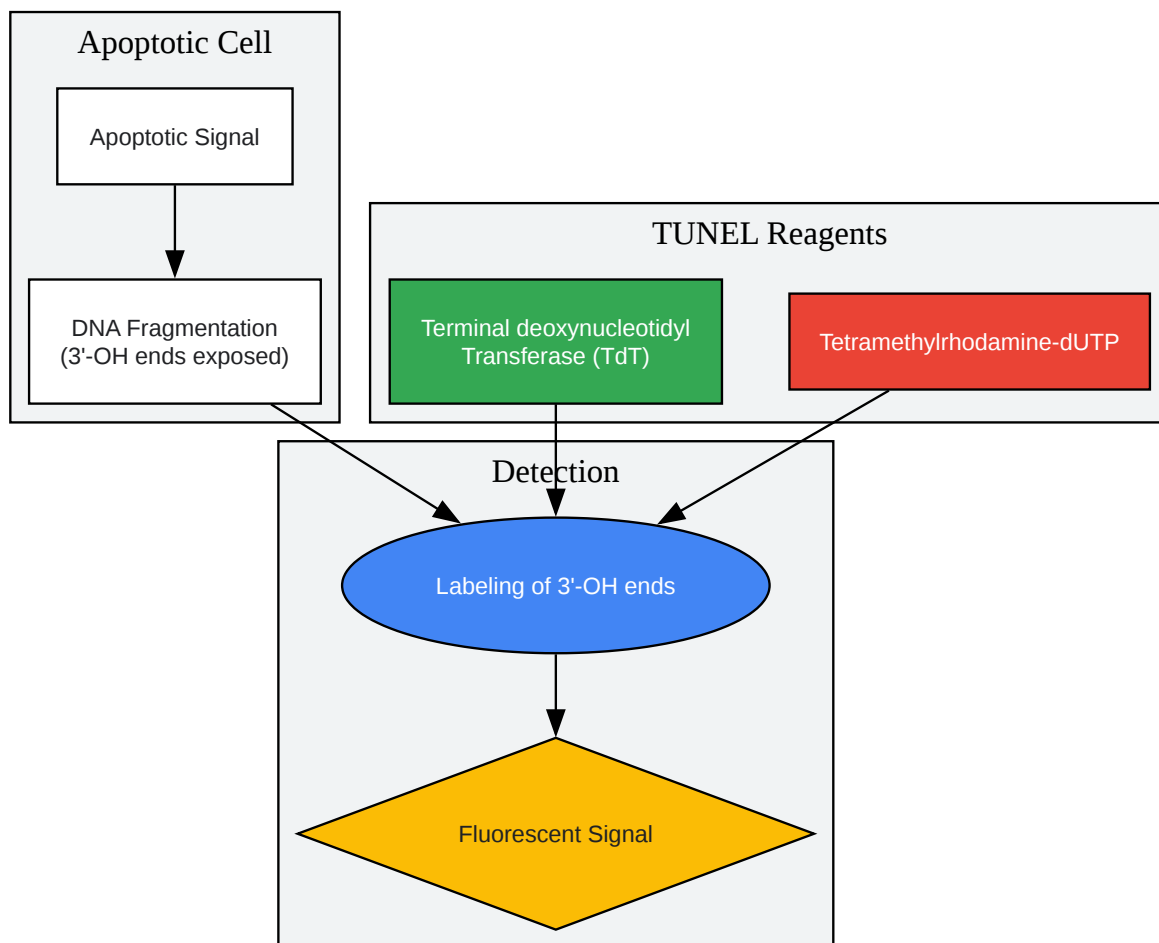 Apoptotic Cell
Apoptotic Signal
DNA Fragmentation
(3'-OH ends exposed)
TUNEL Reagents
Terminal deoxynucleotidyl
Transferase (TdT)
Tetramethylrhodamine-dUTP
Detection
Labeling of 3'-OH ends
Fluorescent Signal